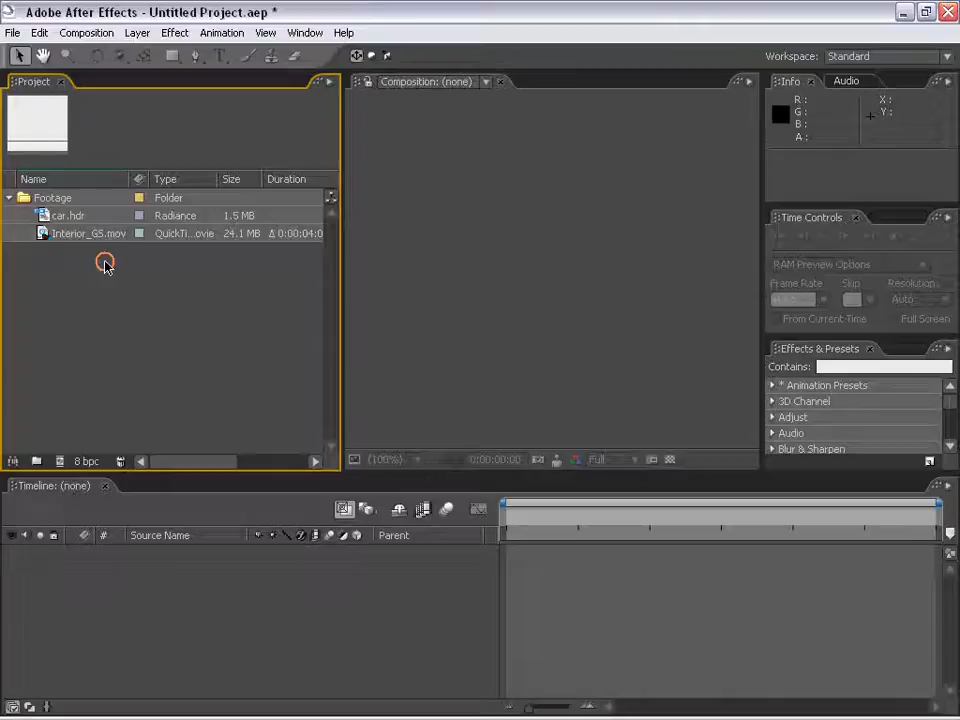 Adobe After Effects - Untitled Project.aep *
File Edit Composition Layer Effect Animation View Window Help
Workspace: Standard
Project
Composition: (none)
Info Audio
R: X:
G: Y:
B:
A:
Name Type Size Duration
Footage Folder
car.hdr Radiance 1.5 MB
Interior_GS.mov QuickTi...ovie 24.1 MB Δ 0:00:04:0
Time Controls
RAM Preview Options
Frame Rate Skip Resolution
Auto
From Current Time Full Screen
Effects & Presets
Contains:
* Animation Presets
3D Channel
Adjust
Audio
Blur & Sharpen
8 bpc
(100%) 0:00:00:00 Full
Timeline: (none)
# Source Name Parent